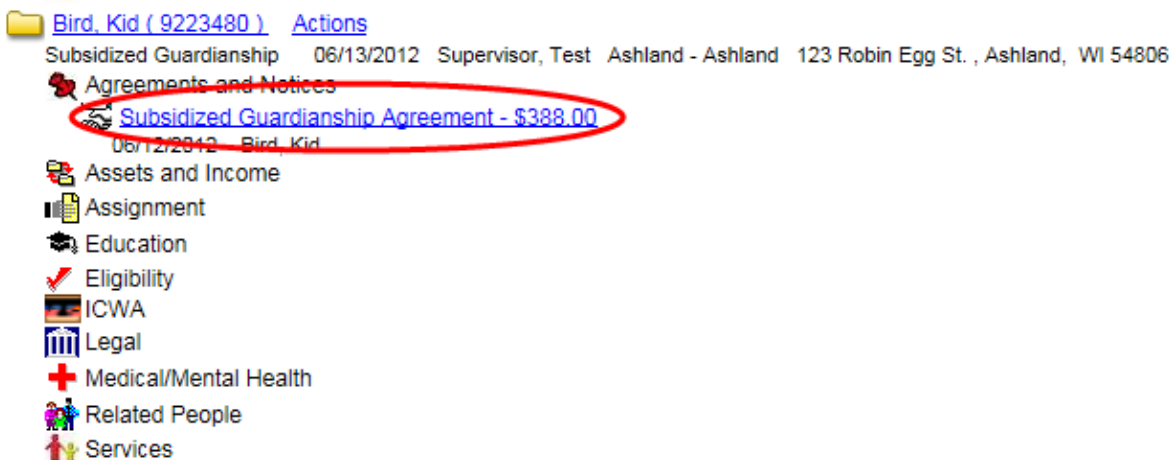 Bird, Kid ( 9223480 ) Actions
Subsidized Guardianship 06/13/2012 Supervisor, Test Ashland - Ashland 123 Robin Egg St. , Ashland, WI 54806
Agreements and Notices
Subsidized Guardianship Agreement - $388.00
06/12/2012 Bird, Kid
Assets and Income
Assignment
Education
Eligibility
ICWA
Legal
Medical/Mental Health
Related People
Services